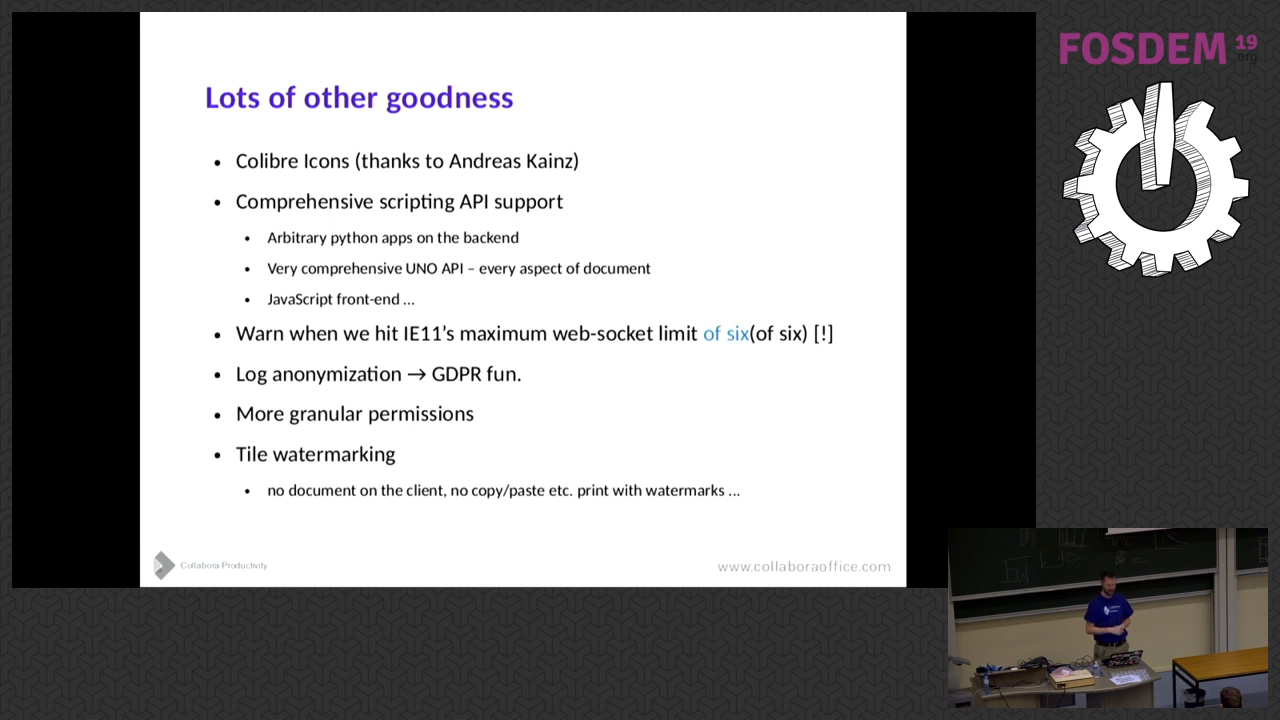 Lots of other goodness
• Colibre Icons (thanks to Andreas Kainz)
• Comprehensive scripting API support
• Arbitrary python apps on the backend
• Very comprehensive UNO API – every aspect of document
• JavaScript front-end ...
• Warn when we hit IE11's maximum web-socket limit of six(of six) [!]
• Log anonymization → GDPR fun.
• More granular permissions
• Tile watermarking
• no document on the client, no copy/paste etc. print with watermarks ...
Collabora Productivity
www.collaboraoffice.com
FOSDEM 19
.org